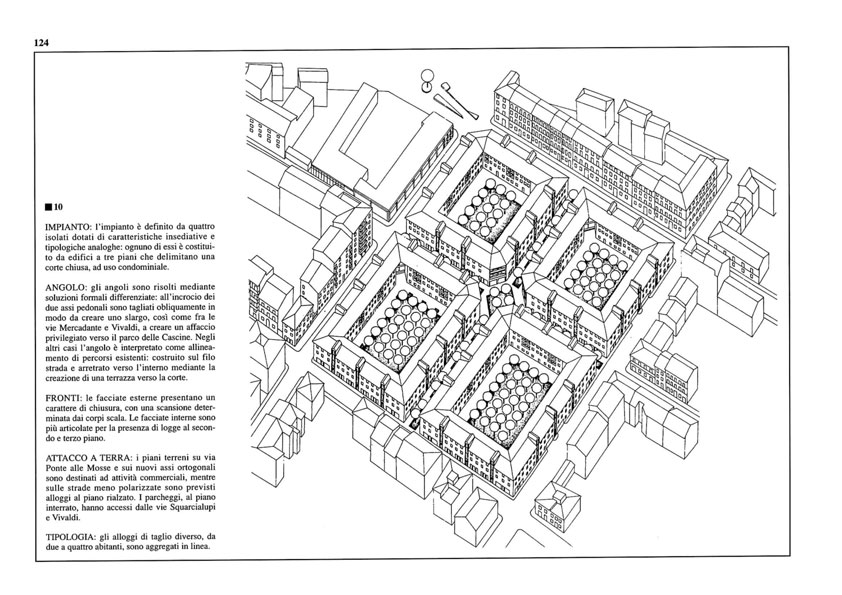 124
■ 10
IMPIANTO: l'impianto è definito da quattro
isolati dotati di caratteristiche insediative e
tipologiche analoghe: ognuno di essi è costitui-
to da edifici a tre piani che delimitano una
corte chiusa, ad uso condominiale.
ANGOLO: gli angoli sono risolti mediante
soluzioni formali differenziate: all'incrocio dei
due assi pedonali sono tagliati obliquamente in
modo da creare uno slargo, così come fra le
vie Mercadante e Vivaldi, a creare un affaccio
privilegiato verso il parco delle Cascine. Negli
altri casi l'angolo è interpretato come allinea-
mento di percorsi esistenti: costruito sul filo
strada e arretrato verso l'interno mediante la
creazione di una terrazza verso la corte.
FRONTI: le facciate esterne presentano un
carattere di chiusura, con una scansione deter-
minata dai corpi scala. Le facciate interne sono
più articolate per la presenza di logge al secon-
do e terzo piano.
ATTACCO A TERRA: i piani terreni su via
Ponte alle Mosse e sui nuovi assi ortogonali
sono destinati ad attività commerciali, mentre
sulle strade meno polarizzate sono previsti
alloggi al piano rialzato. I parcheggi, al piano
interrato, hanno accessi dalle vie Squarcialupi
e Vivaldi.
TIPOLOGIA: gli alloggi di taglio diverso, da
due a quattro abitanti, sono aggregati in linea.